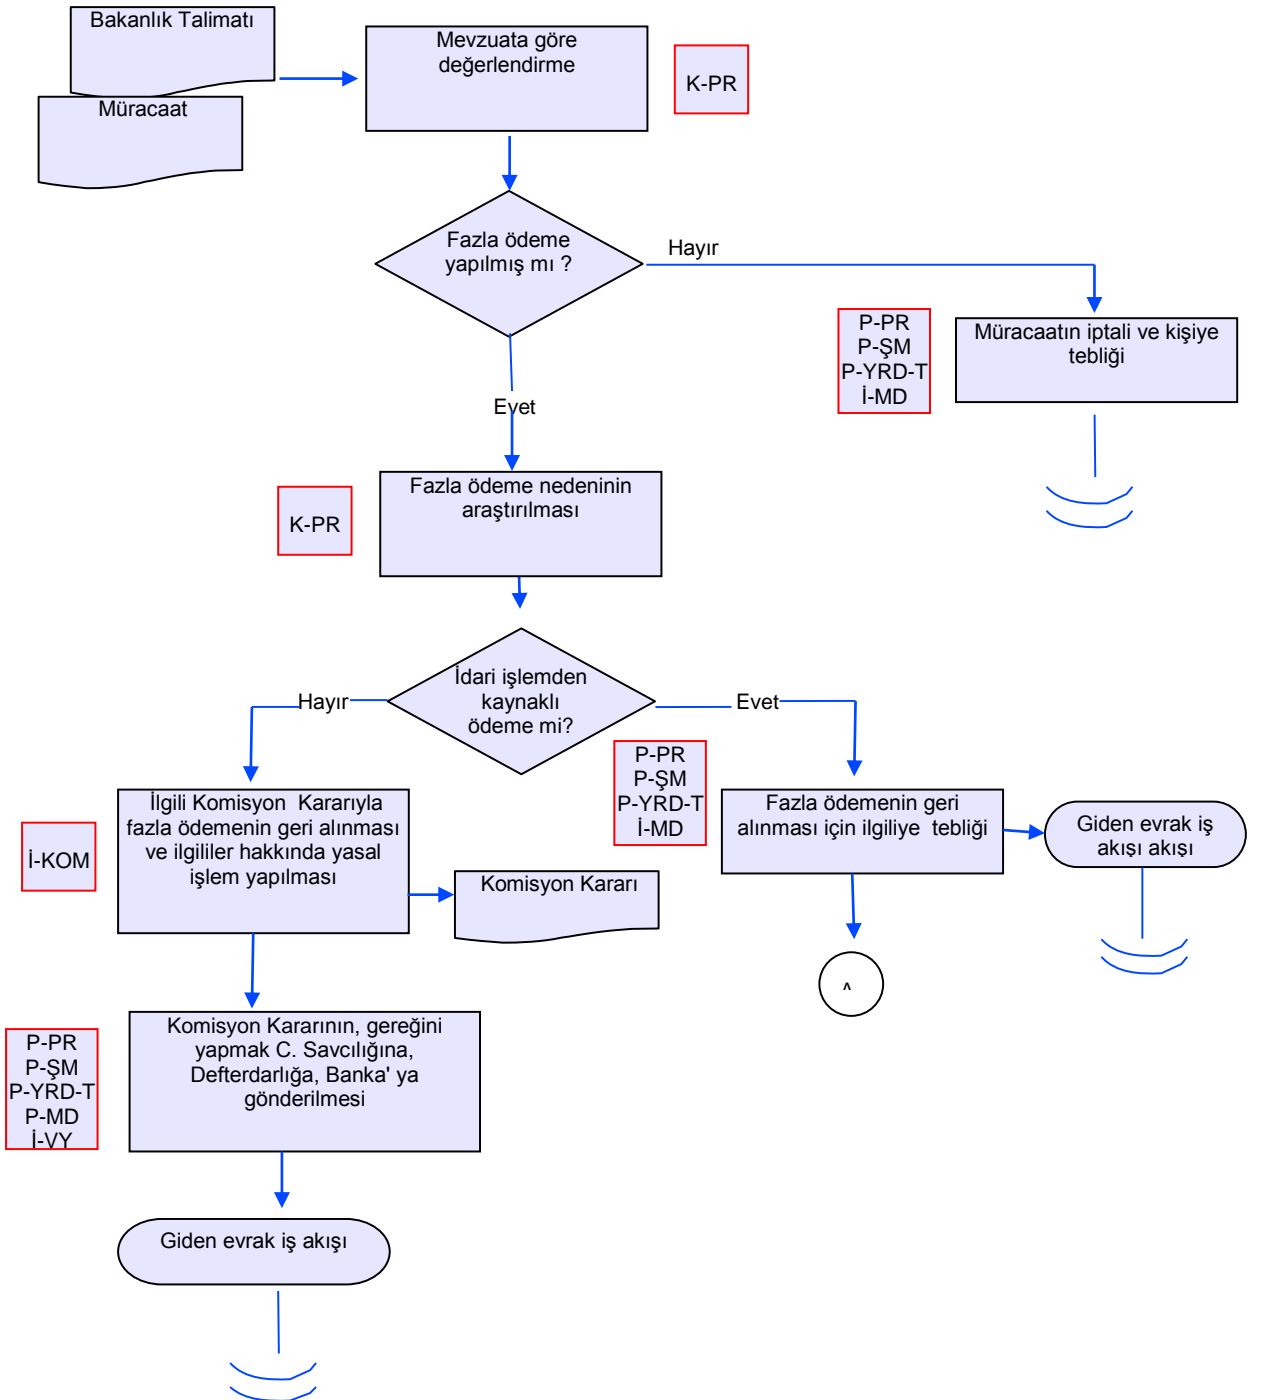 Bakanlık Talimatı
Müracaat
Mevzuata göre
değerlendirme
K-PR
Fazla ödeme
yapılmış mı ?
Hayır
P-PR
P-ŞM
P-YRD-T
İ-MD
Müracaatın iptali ve kişiye
tebliği
Evet
K-PR
Fazla ödeme nedeninin
araştırılması
İdari işlemden
kaynaklı
ödeme mi?
Hayır
Evet
P-PR
P-ŞM
P-YRD-T
İ-MD
İ-KOM
İlgili Komisyon  Kararıyla
fazla ödemenin geri alınması
ve ilgililer hakkında yasal
işlem yapılması
Komisyon Kararı
Fazla ödemenin geri
alınması için ilgiliye  tebliği
Giden evrak iş
akışı akışı
^
P-PR
P-ŞM
P-YRD-T
P-MD
İ-VY
Komisyon Kararının, gereğini
yapmak C. Savcılığına,
Defterdarlığa, Banka' ya
gönderilmesi
Giden evrak iş akışı